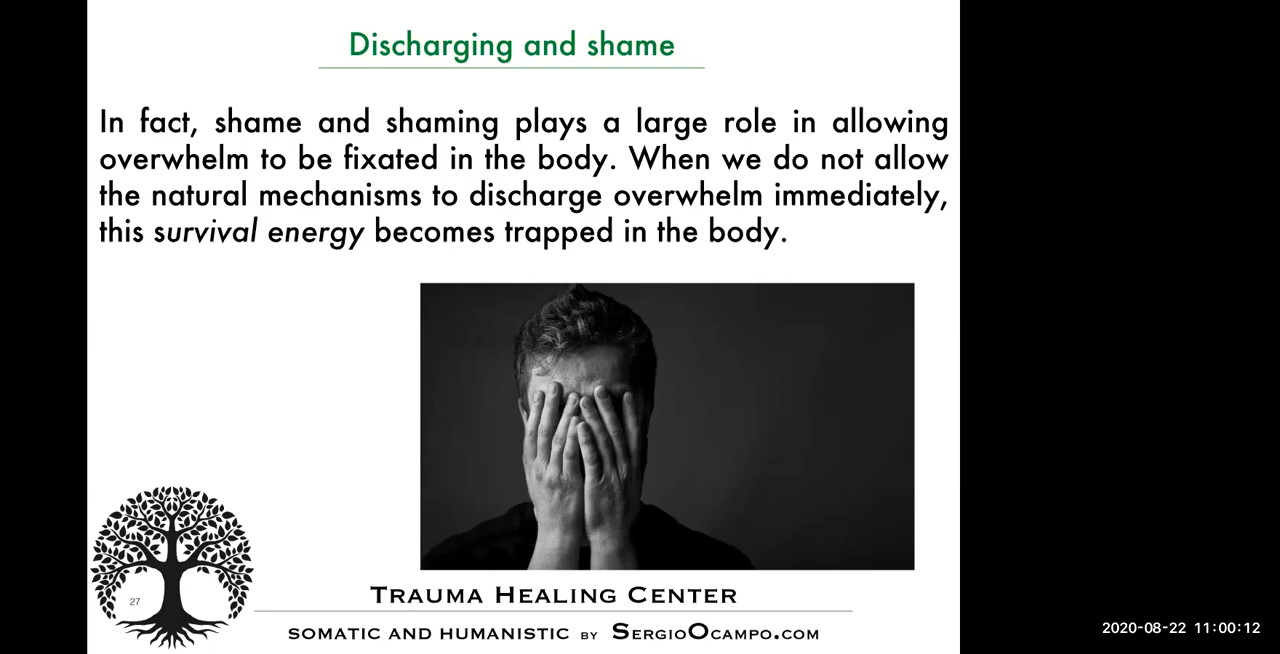 Discharging and shame
In fact, shame and shaming plays a large role in allowing
overwhelm to be fixated in the body. When we do not allow
the natural mechanisms to discharge overwhelm immediately,
this survival energy becomes trapped in the body.
27
Trauma Healing Center
somatic and humanistic by SergioOcampo.com
2020-08-22 11:00:12